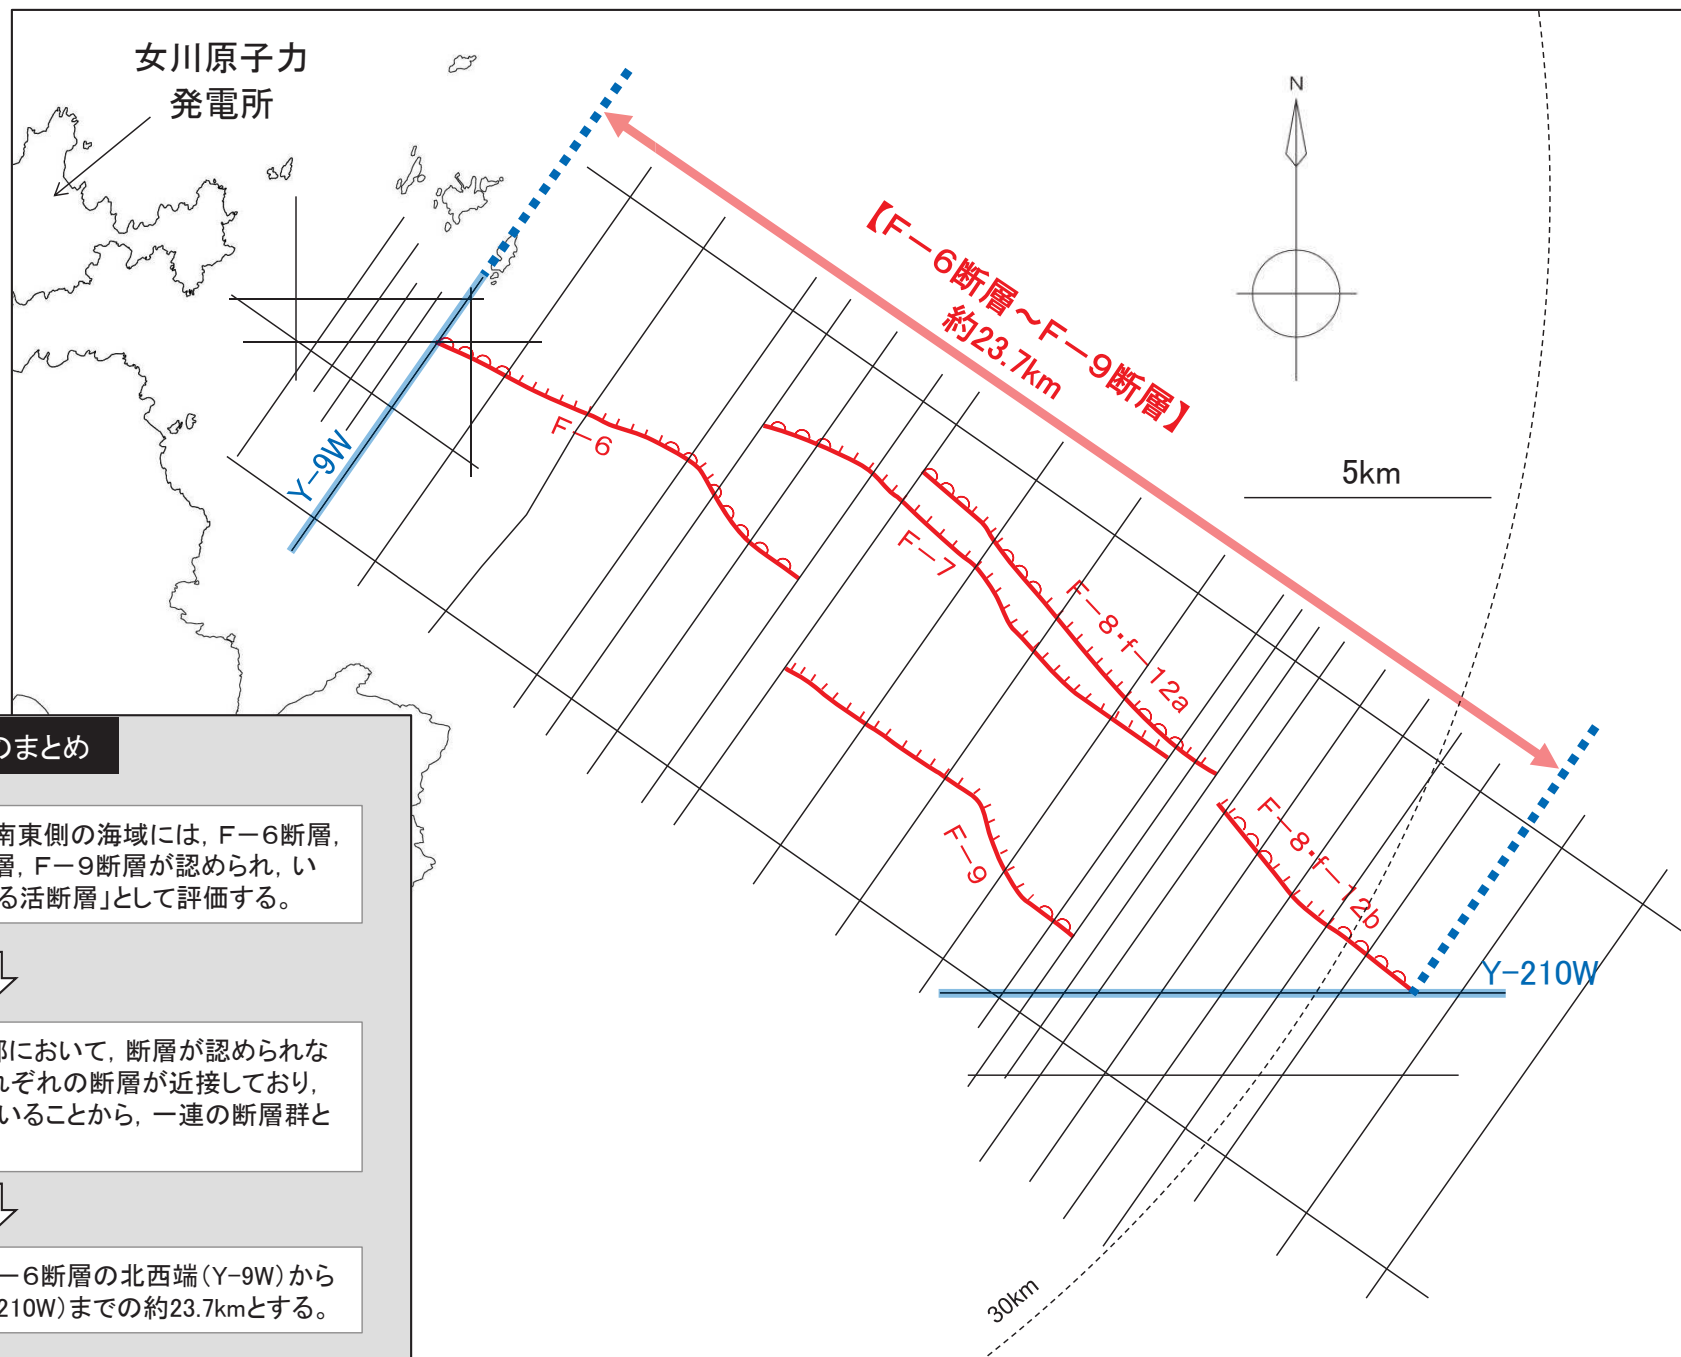 女川原子力
発電所
N
【F－6断層～F－9断層】
約23.7km
5km
Y-9W
F－6
F－7
F－8・f－12a
F－9
F－8・f－12b
Y-210W
30km
のまとめ
南東側の海域には，F－6断層，
層，F－9断層が認められ，い
る活断層」として評価する。
部において，断層が認められな
れぞれの断層が近接しており，
いることから，一連の断層群と
－6断層の北西端(Y-9W)から
210W)までの約23.7kmとする。